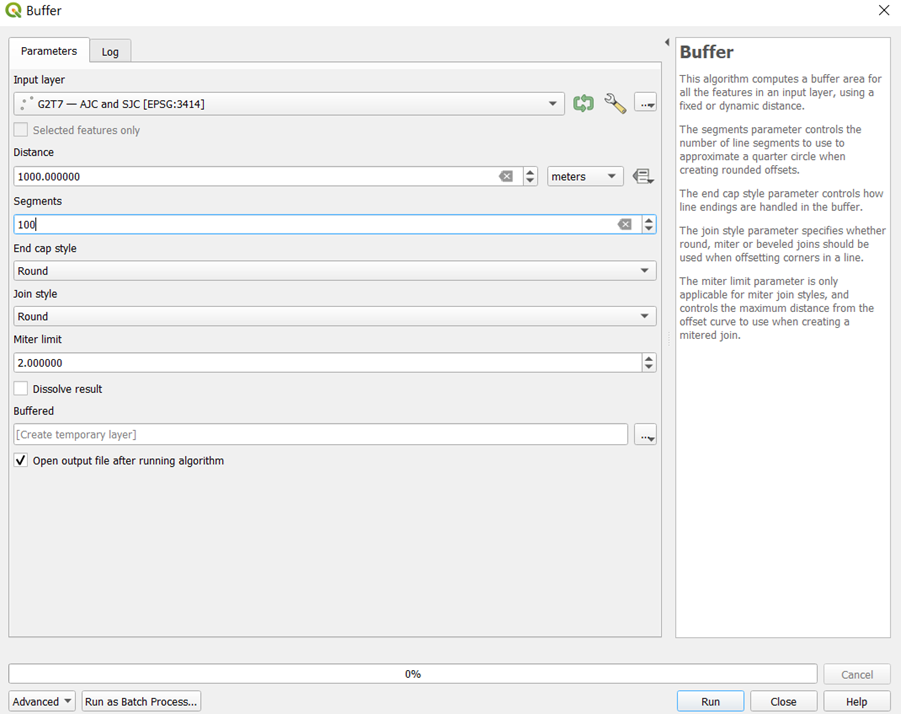 Buffer
Parameters
Log
Input layer
G2T7 — AJC and SJC [EPSG:3414]
...
Selected features only
Distance
1000.000000
meters
Segments
100
End cap style
Round
Join style
Round
Miter limit
2.000000
Dissolve result
Buffered
[Create temporary layer]
...
Open output file after running algorithm
Buffer
This algorithm computes a buffer area for
all the features in an input layer, using a
fixed or dynamic distance.
The segments parameter controls the
number of line segments to use to
approximate a quarter circle when
creating rounded offsets.
The end cap style parameter controls how
line endings are handled in the buffer.
The join style parameter specifies whether
round, miter or beveled joins should be
used when offsetting corners in a line.
The miter limit parameter is only
applicable for miter join styles, and
controls the maximum distance from the
offset curve to use when creating a
mitered join.
0%
Cancel
Advanced
Run as Batch Process...
Run
Close
Help